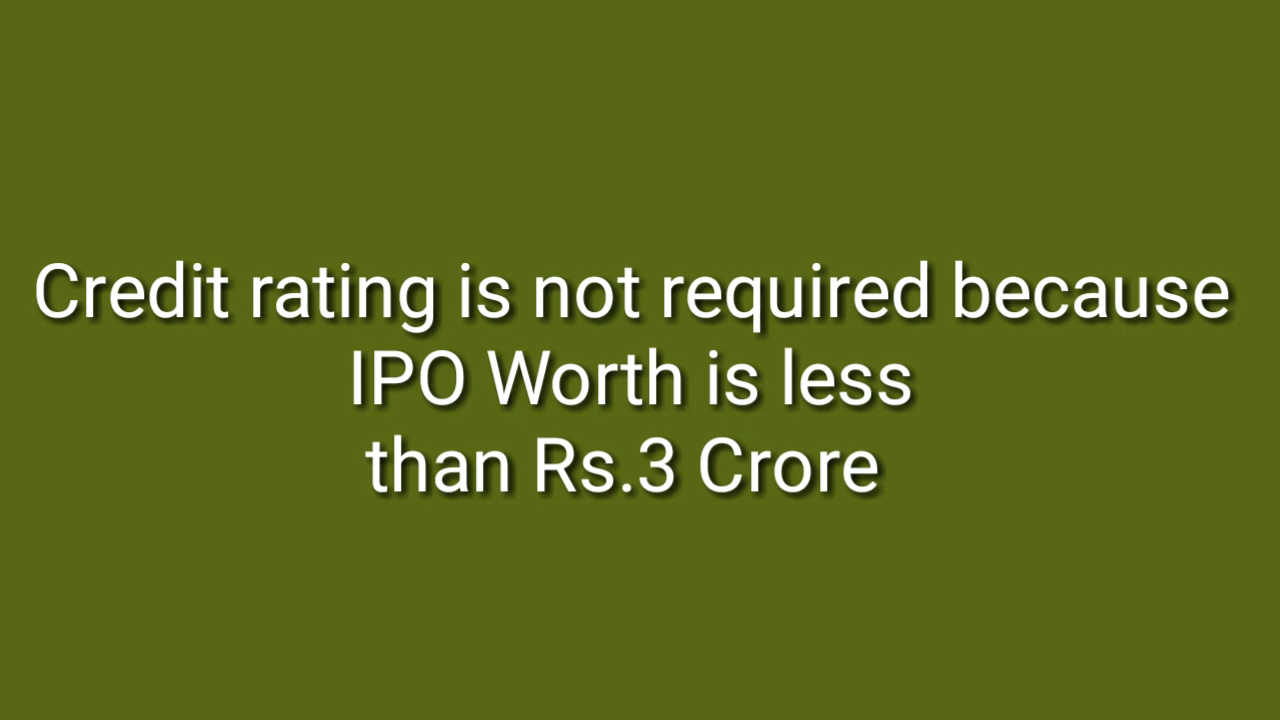 Credit rating is not required because
IPO Worth is less
than Rs.3 Crore